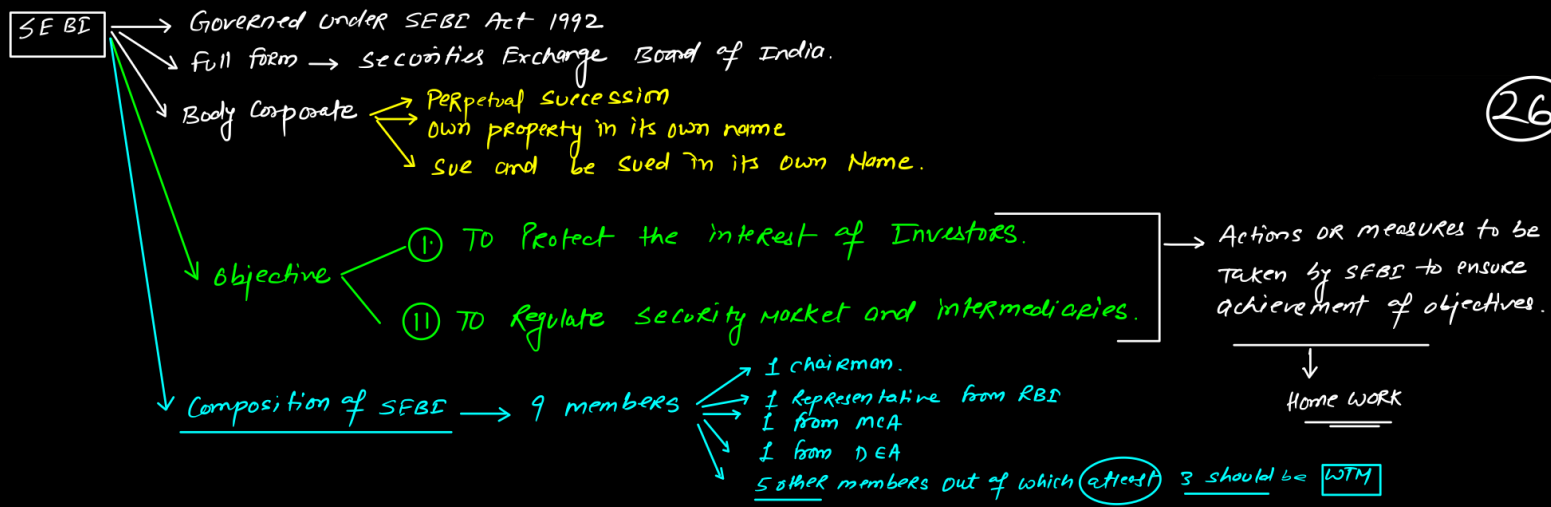 SEBI
Governed under SEBI Act 1992
Full form → Securities Exchange Board of India.
Body Corporate
Perpetual Succession
own property in its own name
Sue and be sued in its own Name.
26
Objective
(I) To Protect the interest of Investors.
(II) To Regulate security Market and intermediaries.
Actions or measures to be
taken by SEBI to ensure
achievement of objectives.
Home Work
Composition of SEBI → 9 members
1 chairman.
1 Representative from RBI
1 from MCA
1 from DEA
5 other members out of which atleast 3 should be WTM